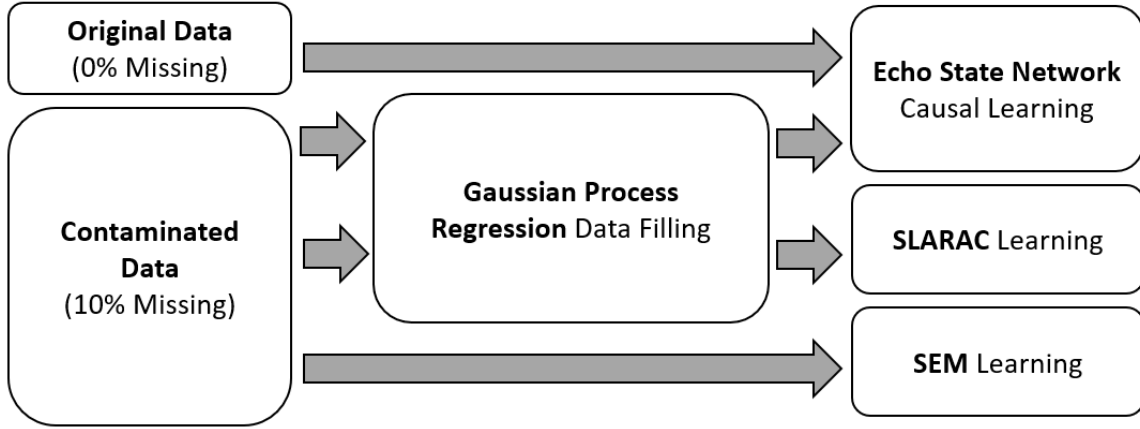 Original Data
(0% Missing)
Echo State Network
Causal Learning
Contaminated
Data
(10% Missing)
Gaussian Process
Regression Data Filling
SLARAC Learning
SEM Learning